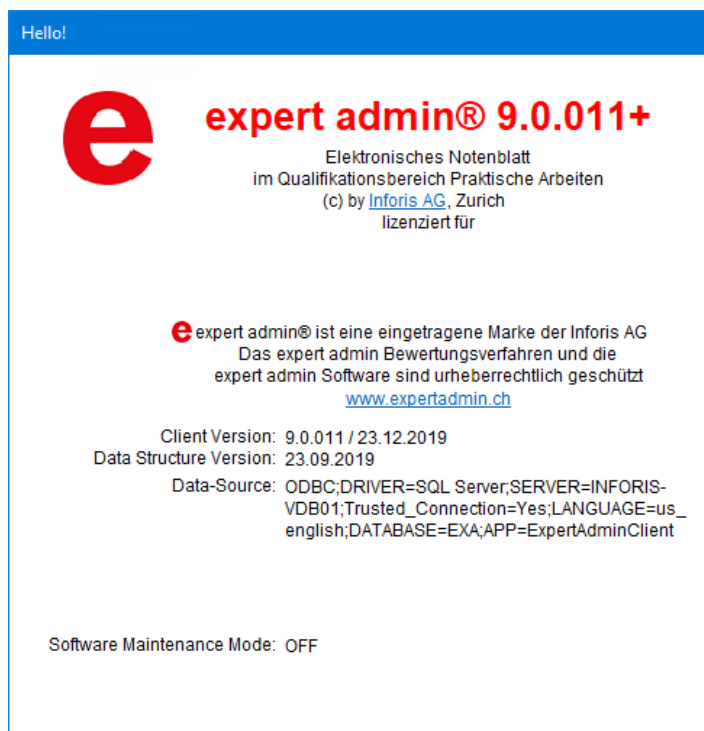 Hello!
e
expert admin® 9.0.011+
Elektronisches Notenblatt
im Qualifikationsbereich Praktische Arbeiten
(c) by Inforis AG, Zurich
lizenziert für
e expert admin® ist eine eingetragene Marke der Inforis AG
Das expert admin Bewertungsverfahren und die
expert admin Software sind urheberrechtlich geschützt
www.expertadmin.ch
Client Version: 9.0.011 / 23.12.2019
Data Structure Version: 23.09.2019
Data-Source: ODBC;DRIVER=SQL Server;SERVER=INFORIS-
VDB01;Trusted_Connection=Yes;LANGUAGE=us_
english;DATABASE=EXA;APP=ExpertAdminClient
Software Maintenance Mode: OFF